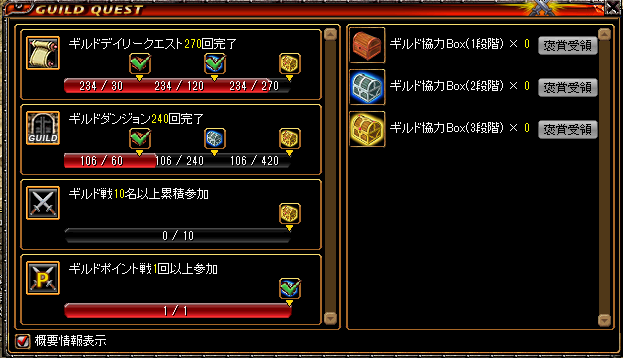 GUILD QUEST
ギルドデイリークエスト270回完了
234 / 30
234 / 120
234 / 270
ギルドダンジョン240回完了
GUILD
106 / 60
106 / 240
106 / 420
ギルド戦10名以上累積参加
0 / 10
P
ギルドポイント戦1回以上参加
1 / 1
概要情報表示
ギルド協力Box(1段階) × 0
褒賞受領
ギルド協力Box(2段階) × 0
褒賞受領
ギルド協力Box(3段階) × 0
褒賞受領